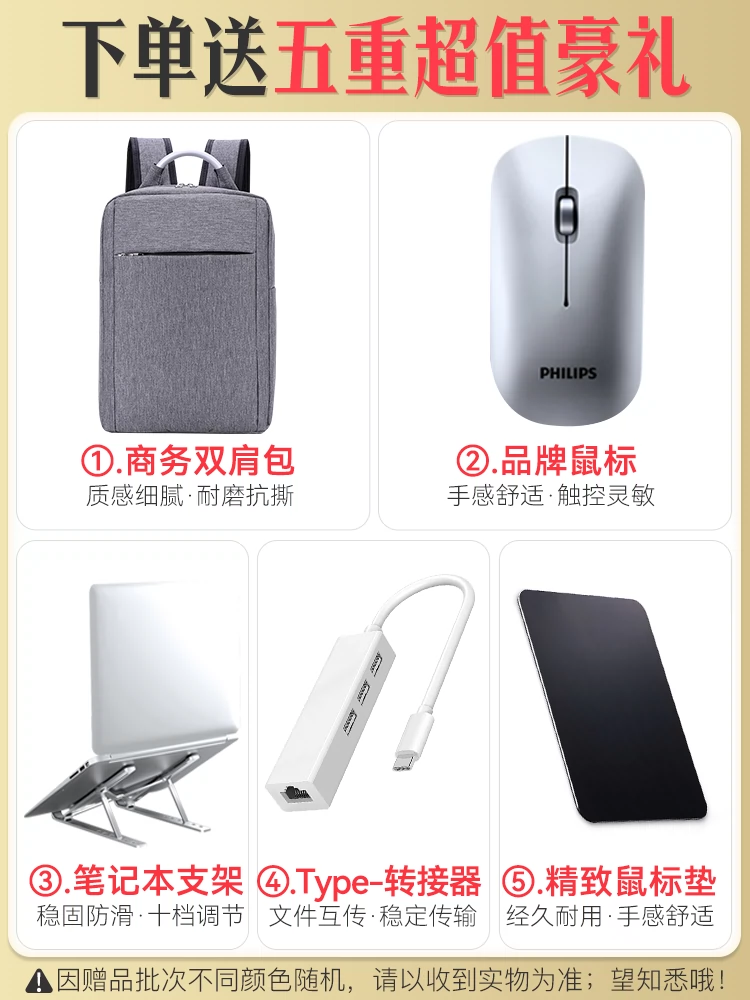 下单送五重超值豪礼
PHILIPS
①.商务双肩包
质感细腻·耐磨抗撕
②.品牌鼠标
手感舒适·触控灵敏
③.笔记本支架
稳固防滑·十档调节
④.Type-转接器
文件互传·稳定传输
⑤.精致鼠标垫
经久耐用·手感舒适
因赠品批次不同颜色随机，请以收到实物为准；望知悉哦！